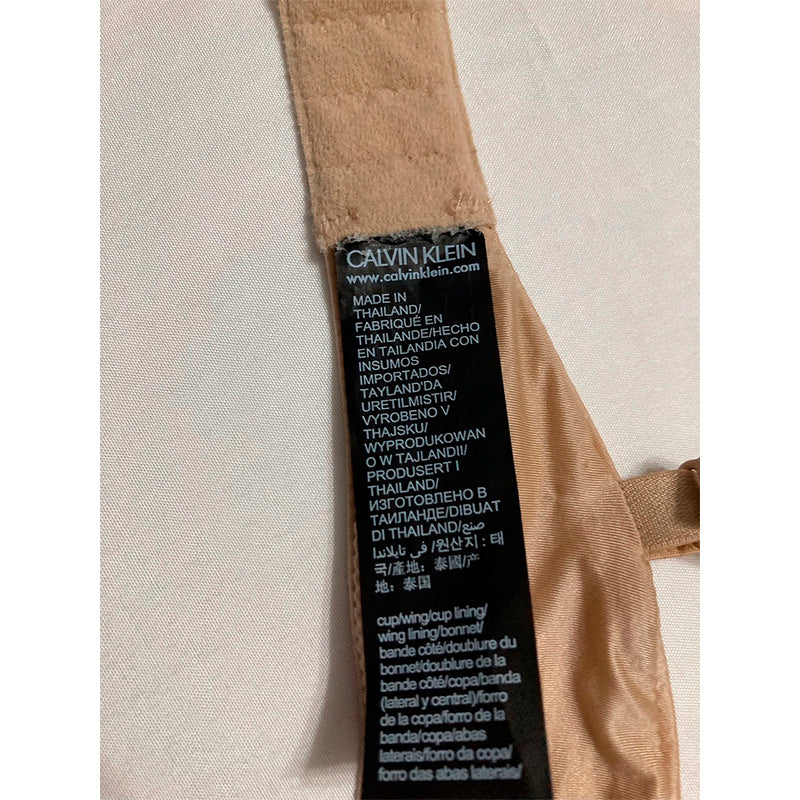 CALVIN KLEIN
www.calvinklein.com
MADE IN
THAILAND/
FABRIQUÉ EN
THAILANDE/HECHO
EN TAILANDIA CON
INSUMOS
IMPORTADOS/
TAYLAND'DA
URETILMISTIR/
VYROBENO V
THAJSKU/
WYPRODUKOWAN
O W TAJLANDII/
PRODUSERT I
THAILAND/
ИЗГОТОВЛЕНО В
ТАИЛАНДЕ/DIBUAT
DI THAILAND/صنع
في تايلاندا /원산지 : 태
국/產地：泰國/产
地：泰国
cup/wing/cup lining/
wing lining/bonnet/
bande côté/doublure du
bonnet/doublure de la
bande côté/copa/banda
(lateral y central)/forro
de la copa/forro de la
banda/copa/abas
laterais/forro da copa/
forro das abas laterais/